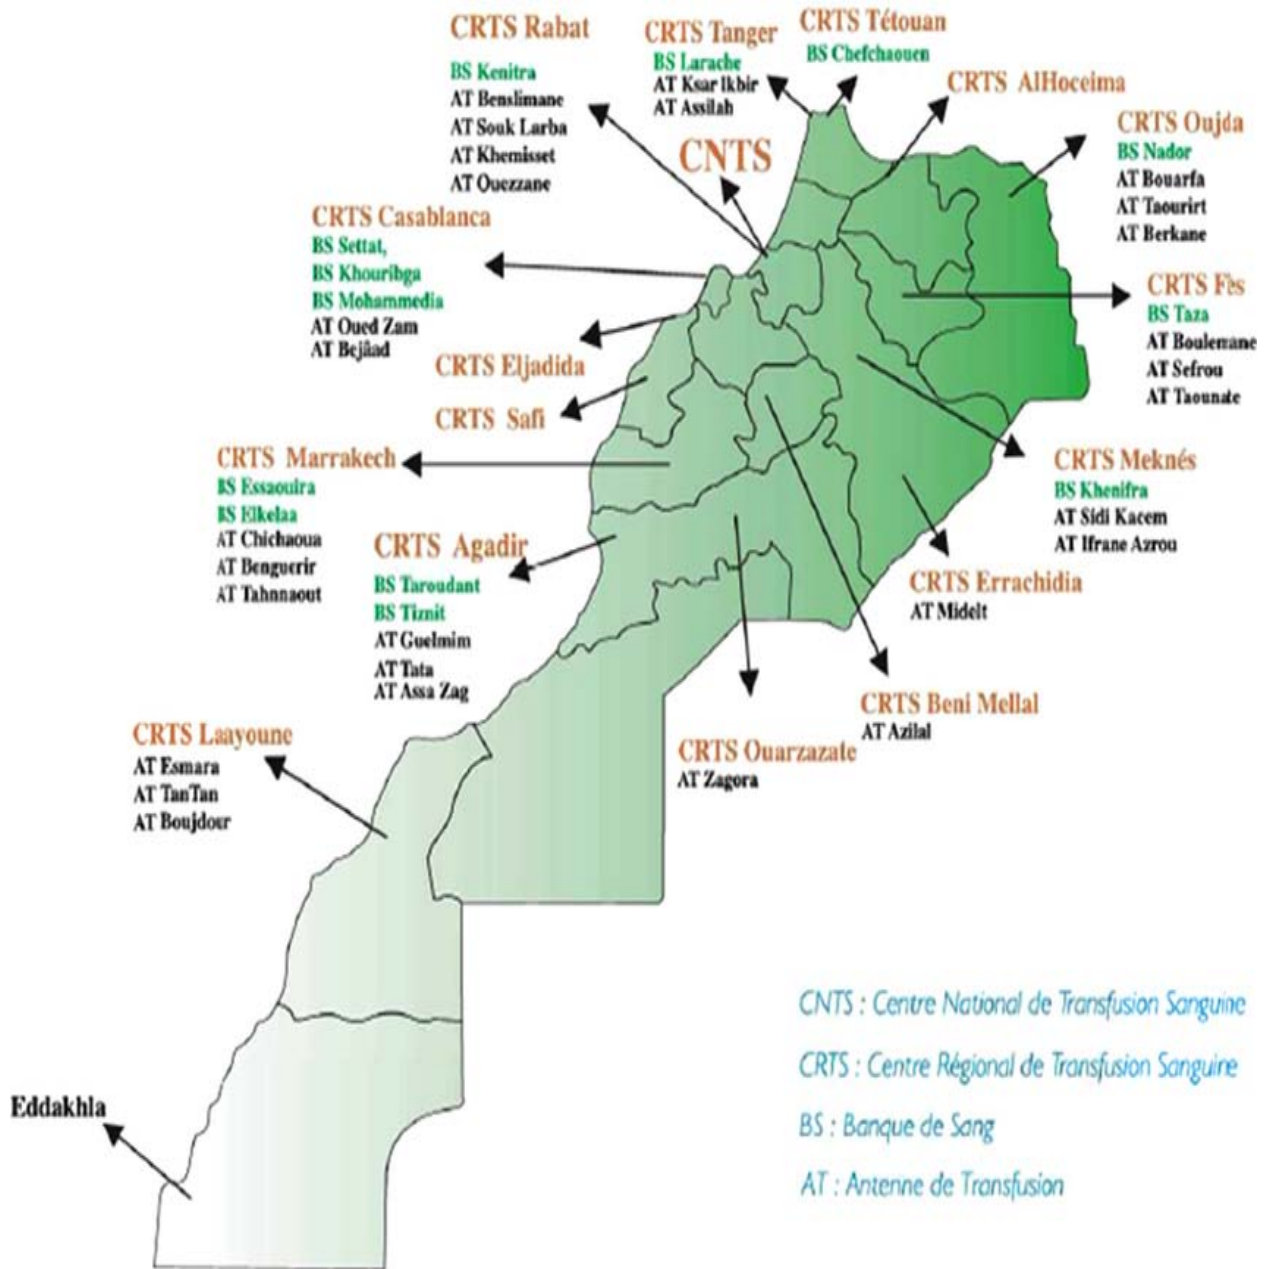 CRTS Rabat
BS Kenitra
AT Benslimane
AT Souk Larba
AT Khemisset
AT Ouezzane
CRTS Tanger
BS Larache
AT Ksar Ikbir
AT Assilah
CRTS Tétouan
BS Chefchaouen
CRTS AlHoceima
CNTS
CRTS Oujda
BS Nador
AT Bouarfa
AT Taourirt
AT Berkane
CRTS Casablanca
BS Settat,
BS Khouribga
BS Mohammedia
AT Oued Zam
AT Bejâad
CRTS Fès
BS Taza
AT Boulemane
AT Sefrou
AT Taounate
CRTS Eljadida
CRTS Safi
CRTS Marrakech
BS Essaouira
BS Elkelaa
AT Chichaoua
AT Benguerir
AT Tahnnaout
CRTS Meknés
BS Khenifra
AT Sidi Kacem
AT Ifrane Azrou
CRTS Agadir
BS Taroudant
BS Tiznit
AT Guelmim
AT Tata
AT Assa Zag
CRTS Errachidia
AT Midelt
CRTS Beni Mellal
AT Azilal
CRTS Ouarzazate
AT Zagora
CRTS Laayoune
AT Esmara
AT TanTan
AT Boujdour
Eddakhla
CNTS : Centre National de Transfusion Sanguine
CRTS : Centre Régional de Transfusion Sanguine
BS : Banque de Sang
AT : Antenne de Transfusion